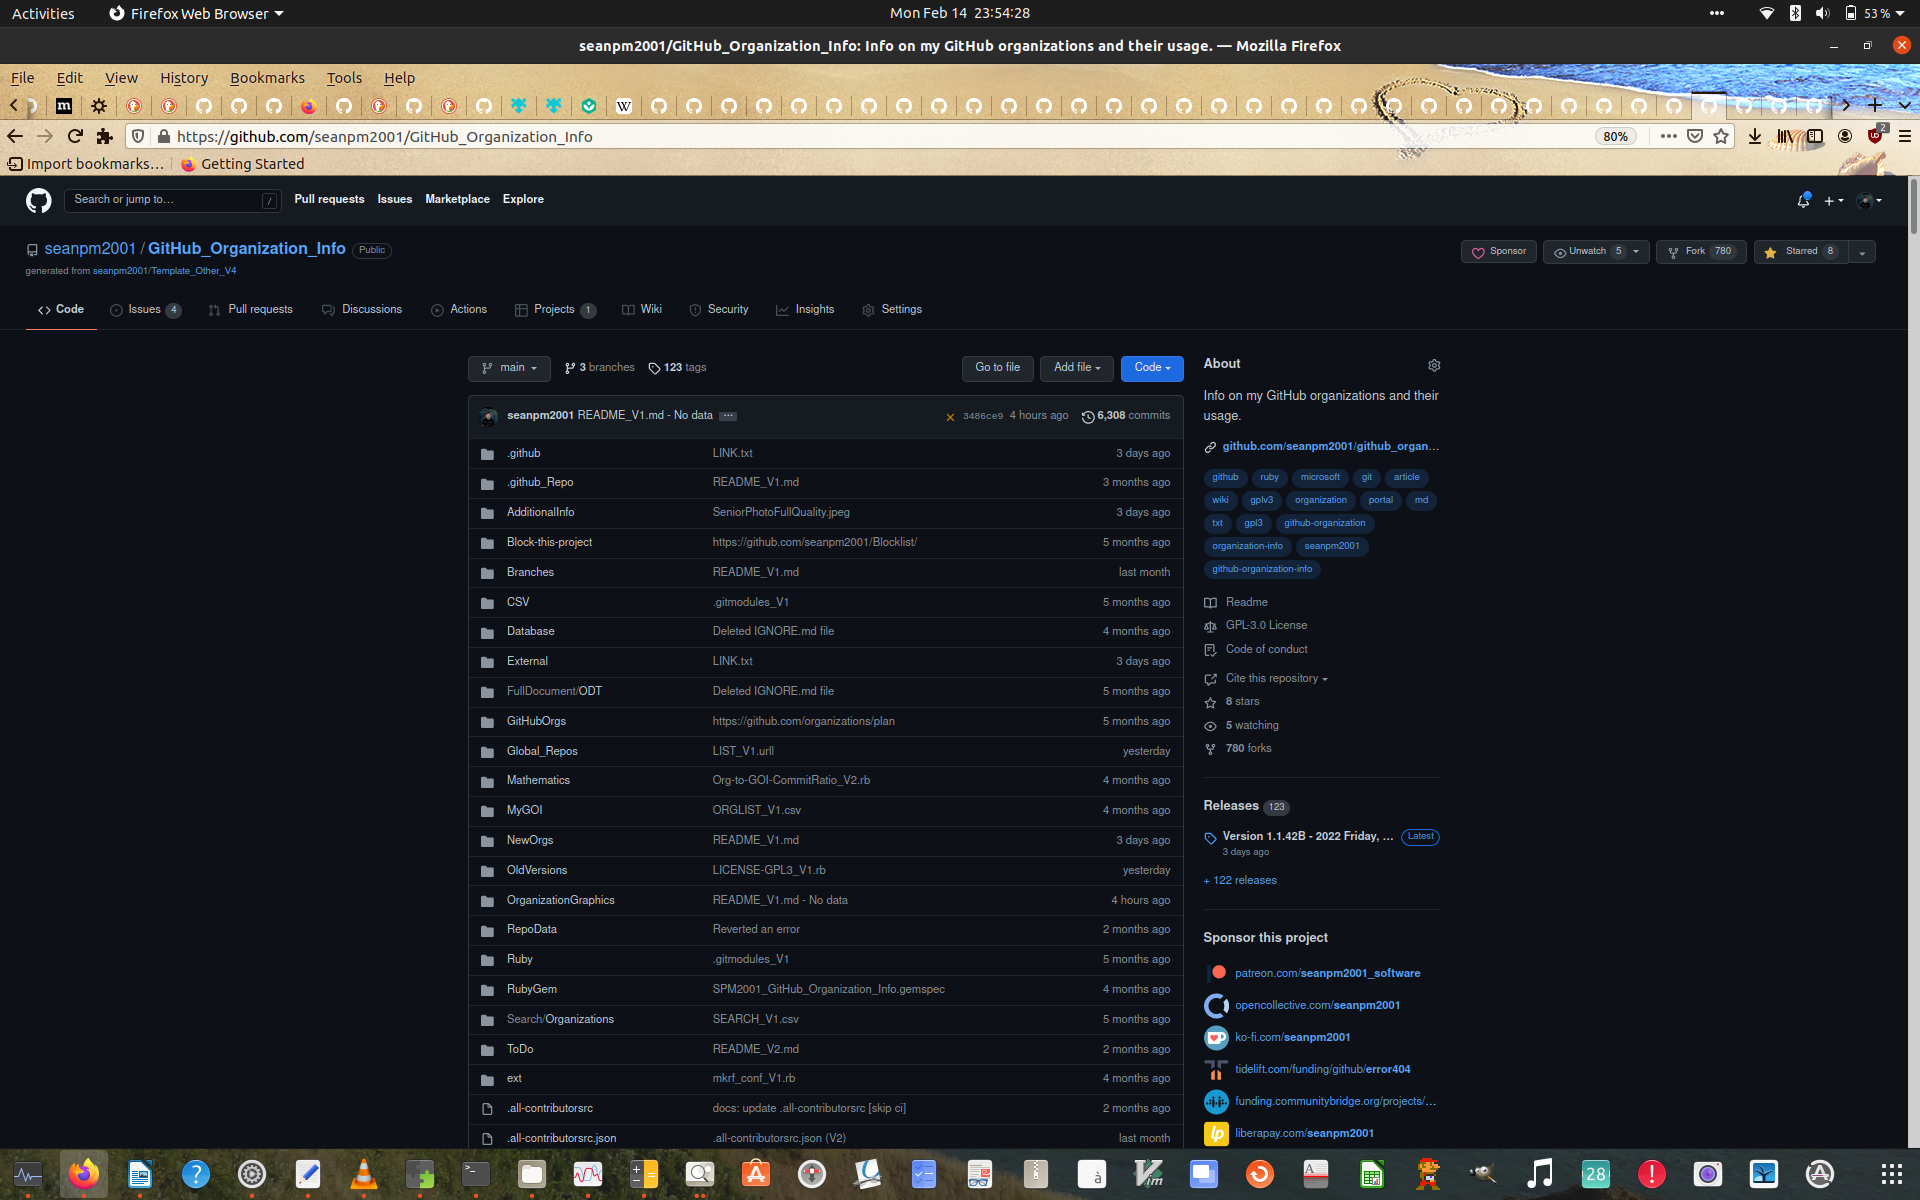 Activities Firefox Web Browser Mon Feb 14 23:54:28 53 %
seanpm2001/GitHub_Organization_Info: Info on my GitHub organizations and their usage. — Mozilla Firefox
File Edit View History Bookmarks Tools Help
https://github.com/seanpm2001/GitHub_Organization_Info 80% 2
Import bookmarks… Getting Started
Search or jump to… / Pull requests Issues Marketplace Explore
seanpm2001 / GitHub_Organization_Info Public Sponsor Unwatch 5 Fork 780 Starred 8
generated from seanpm2001/Template_Other_V4
Code Issues 4 Pull requests Discussions Actions Projects 1 Wiki Security Insights Settings
main 3 branches 123 tags Go to file Add file Code
seanpm2001 README_V1.md - No data 3486ce9 4 hours ago 6,308 commits
.github LINK.txt 3 days ago
.github_Repo README_V1.md 3 months ago
AdditionalInfo SeniorPhotoFullQuality.jpeg 3 days ago
Block-this-project https://github.com/seanpm2001/Blocklist/ 5 months ago
Branches README_V1.md last month
CSV .gitmodules_V1 5 months ago
Database Deleted IGNORE.md file 4 months ago
External LINK.txt 3 days ago
FullDocument/ODT Deleted IGNORE.md file 5 months ago
GitHubOrgs https://github.com/organizations/plan 5 months ago
Global_Repos LIST_V1.urll yesterday
Mathematics Org-to-GOI-CommitRatio_V2.rb 4 months ago
MyGOI ORGLIST_V1.csv 4 months ago
NewOrgs README_V1.md 3 days ago
OldVersions LICENSE-GPL3_V1.rb yesterday
OrganizationGraphics README_V1.md - No data 4 hours ago
RepoData Reverted an error 2 months ago
Ruby .gitmodules_V1 5 months ago
RubyGem SPM2001_GitHub_Organization_Info.gemspec 4 months ago
Search/Organizations SEARCH_V1.csv 5 months ago
ToDo README_V2.md 2 months ago
ext mkrf_conf_V1.rb 4 months ago
.all-contributorsrc docs: update .all-contributorsrc [skip ci] 2 months ago
.all-contributorsrc.json .all-contributorsrc.json (V2) last month
About
Info on my GitHub organizations and their
usage.
github.com/seanpm2001/github_organ…
github ruby microsoft git article
wiki gplv3 organization portal md
txt gpl3 github-organization
organization-info seanpm2001
github-organization-info
Readme
GPL-3.0 License
Code of conduct
Cite this repository
8 stars
5 watching
780 forks
Releases 123
Version 1.1.42B - 2022 Friday, … Latest
3 days ago
+ 122 releases
Sponsor this project
patreon.com/seanpm2001_software
opencollective.com/seanpm2001
ko-fi.com/seanpm2001
tidelift.com/funding/github/error404
funding.communitybridge.org/projects/…
liberapay.com/seanpm2001
28